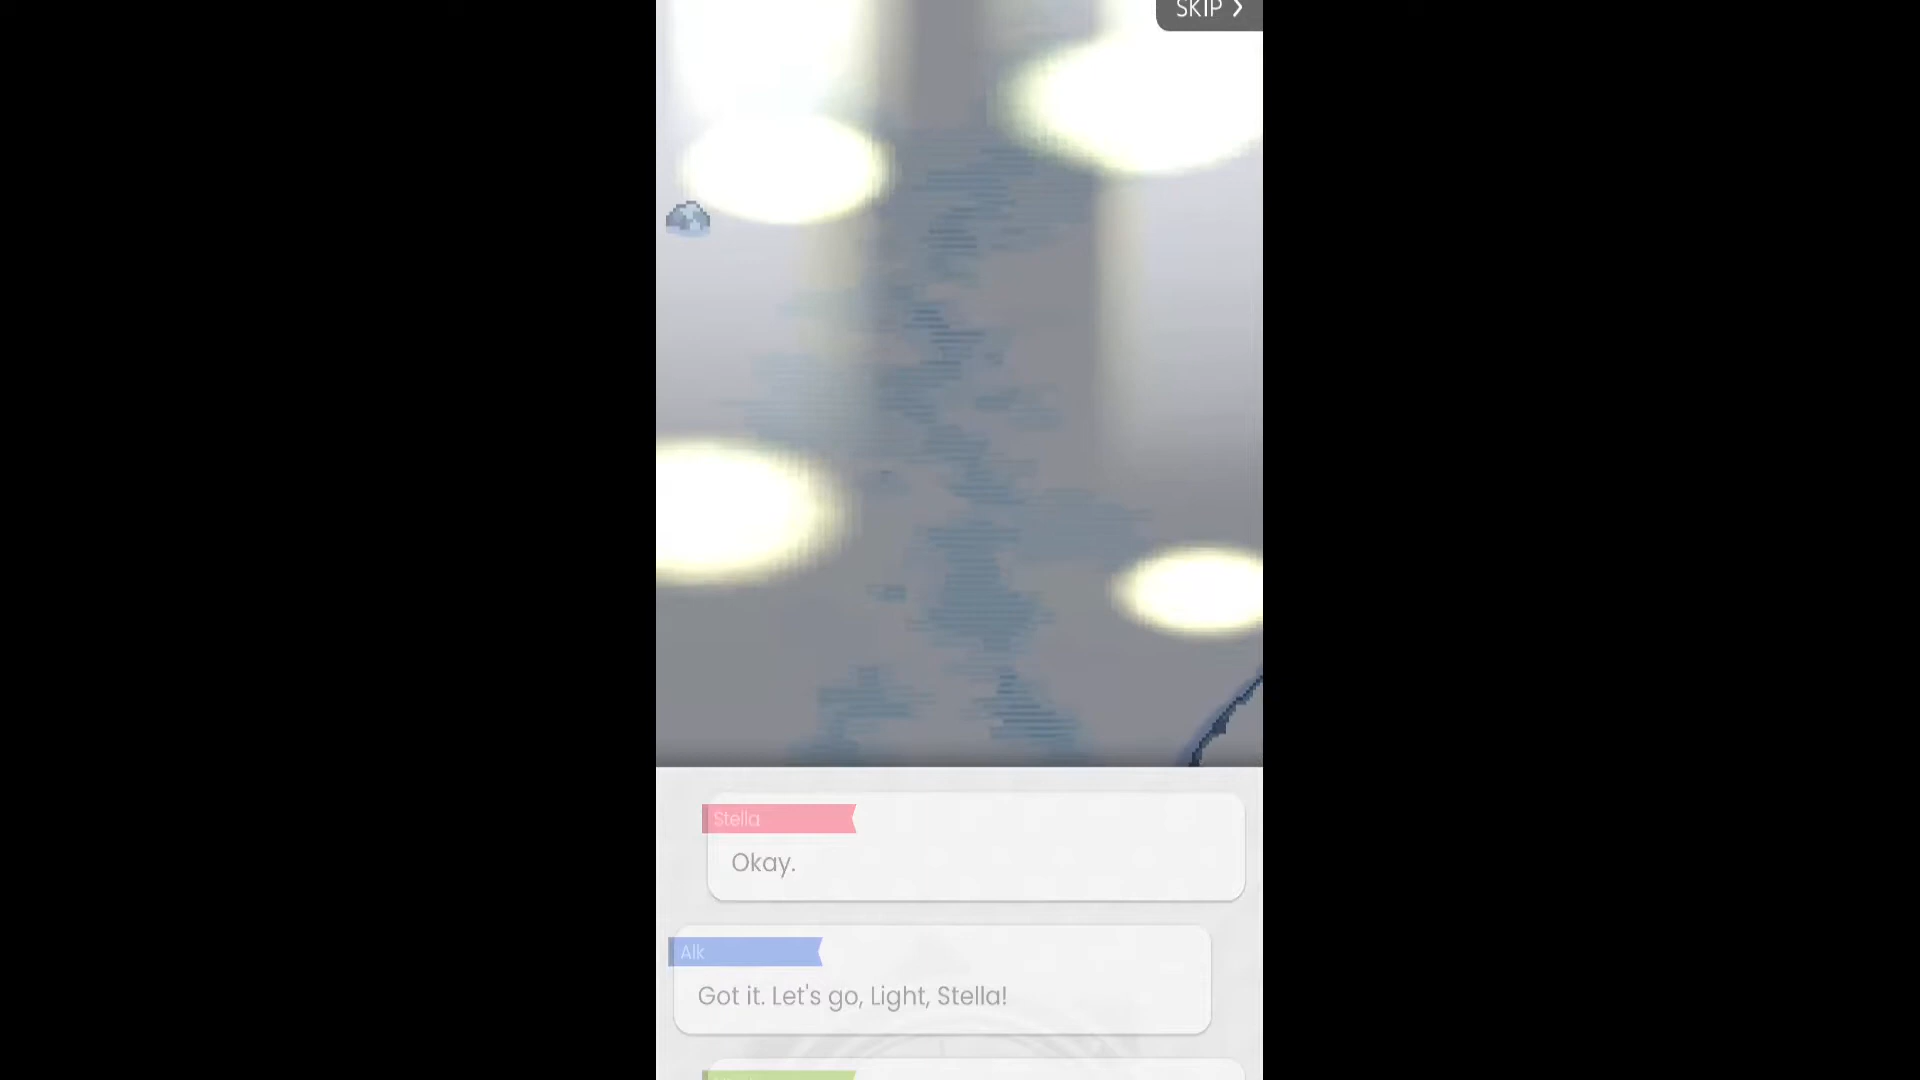 SKIP
Stella
Okay.
Alk
Got it. Let's go, Light, Stella!